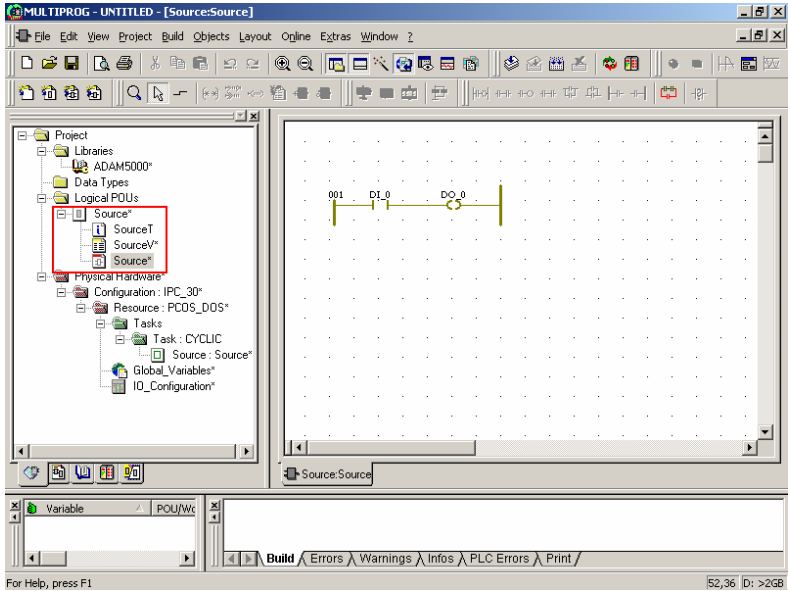 MULTIPROG - UNTITLED - [Source:Source]
File Edit View Project Build Objects Layout Online Extras Window ?
Project
Libraries
ADAM5000*
Data Types
Logical POUs
Source*
SourceT
SourceV*
Source*
Physical Hardware*
Configuration : IPC_30*
Resource : PCOS_DOS*
Tasks
Task : CYCLIC
Source : Source*
Global_Variables*
IO_Configuration*
001 DI_0 DO_0
Source:Source
Variable POU/Wo
Build Errors Warnings Infos PLC Errors Print
For Help, press F1
52,36 D: >2GB